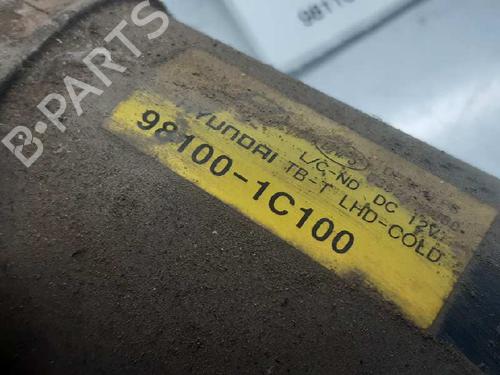 B-PARTS
HYUNDAI
L/C-ND DC 12V
TB-T LHD-COLD
98100-1C100